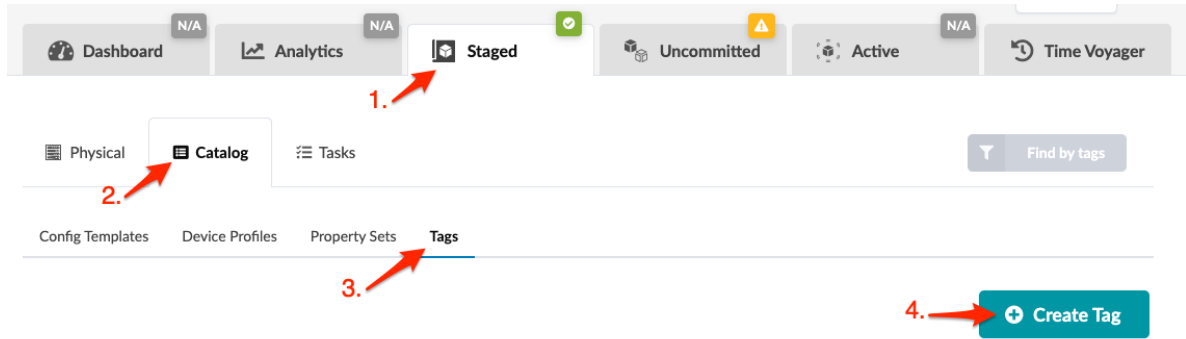 N/A N/A N/A
Dashboard Analytics Staged Uncommitted Active Time Voyager
1.
Physical Catalog Tasks Find by tags
2.
Config Templates Device Profiles Property Sets Tags
3.
4. Create Tag